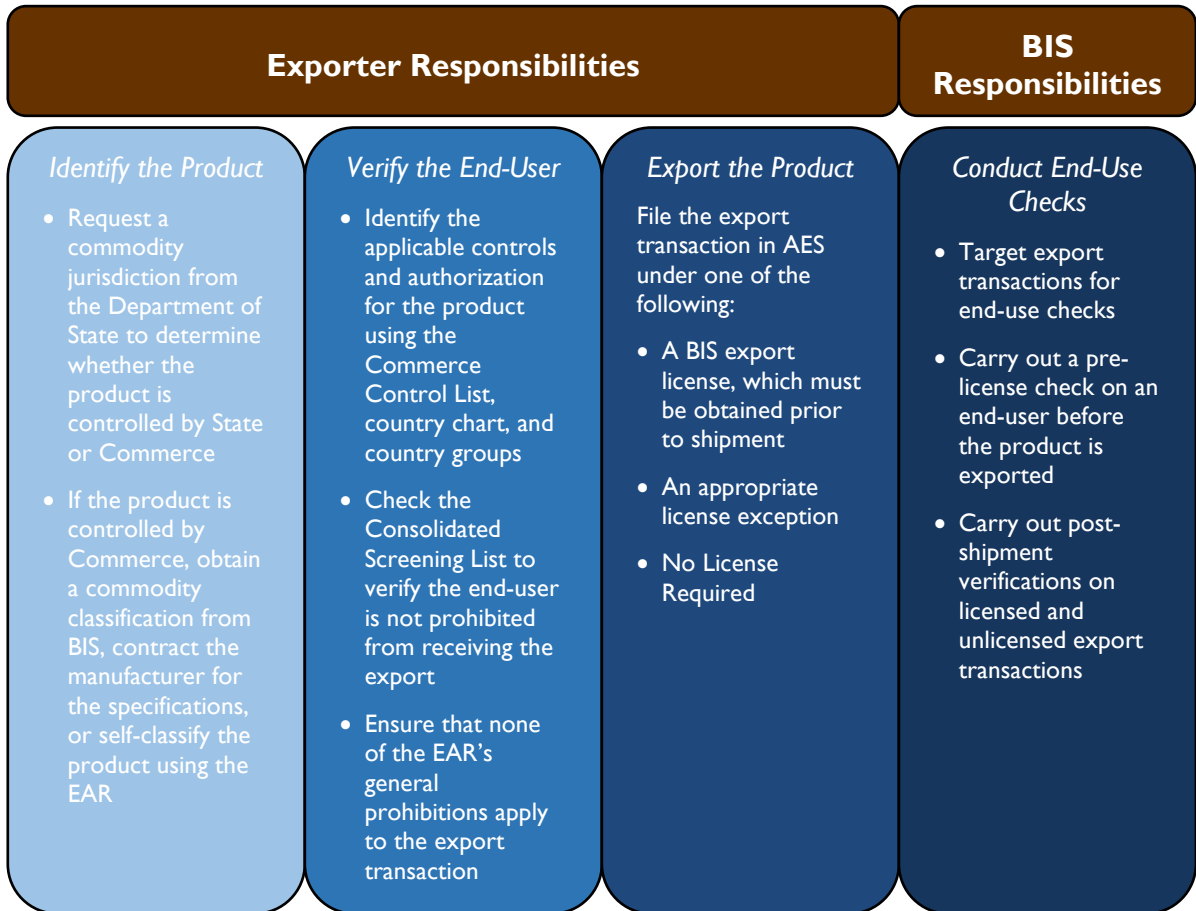 Exporter Responsibilities
BIS
Responsibilities
Identify the Product
• Request a
commodity
jurisdiction from
the Department of
State to determine
whether the
product is
controlled by State
or Commerce
• If the product is
controlled by
Commerce, obtain
a commodity
classification from
BIS, contract the
manufacturer for
the specifications,
or self-classify the
product using the
EAR
Verify the End-User
• Identify the
applicable controls
and authorization
for the product
using the
Commerce
Control List,
country chart, and
country groups
• Check the
Consolidated
Screening List to
verify the end-user
is not prohibited
from receiving the
export
• Ensure that none
of the EAR’s
general
prohibitions apply
to the export
transaction
Export the Product
File the export
transaction in AES
under one of the
following:
• A BIS export
license, which must
be obtained prior
to shipment
• An appropriate
license exception
• No License
Required
Conduct End-Use
Checks
• Target export
transactions for
end-use checks
• Carry out a pre-
license check on an
end-user before
the product is
exported
• Carry out post-
shipment
verifications on
licensed and
unlicensed export
transactions